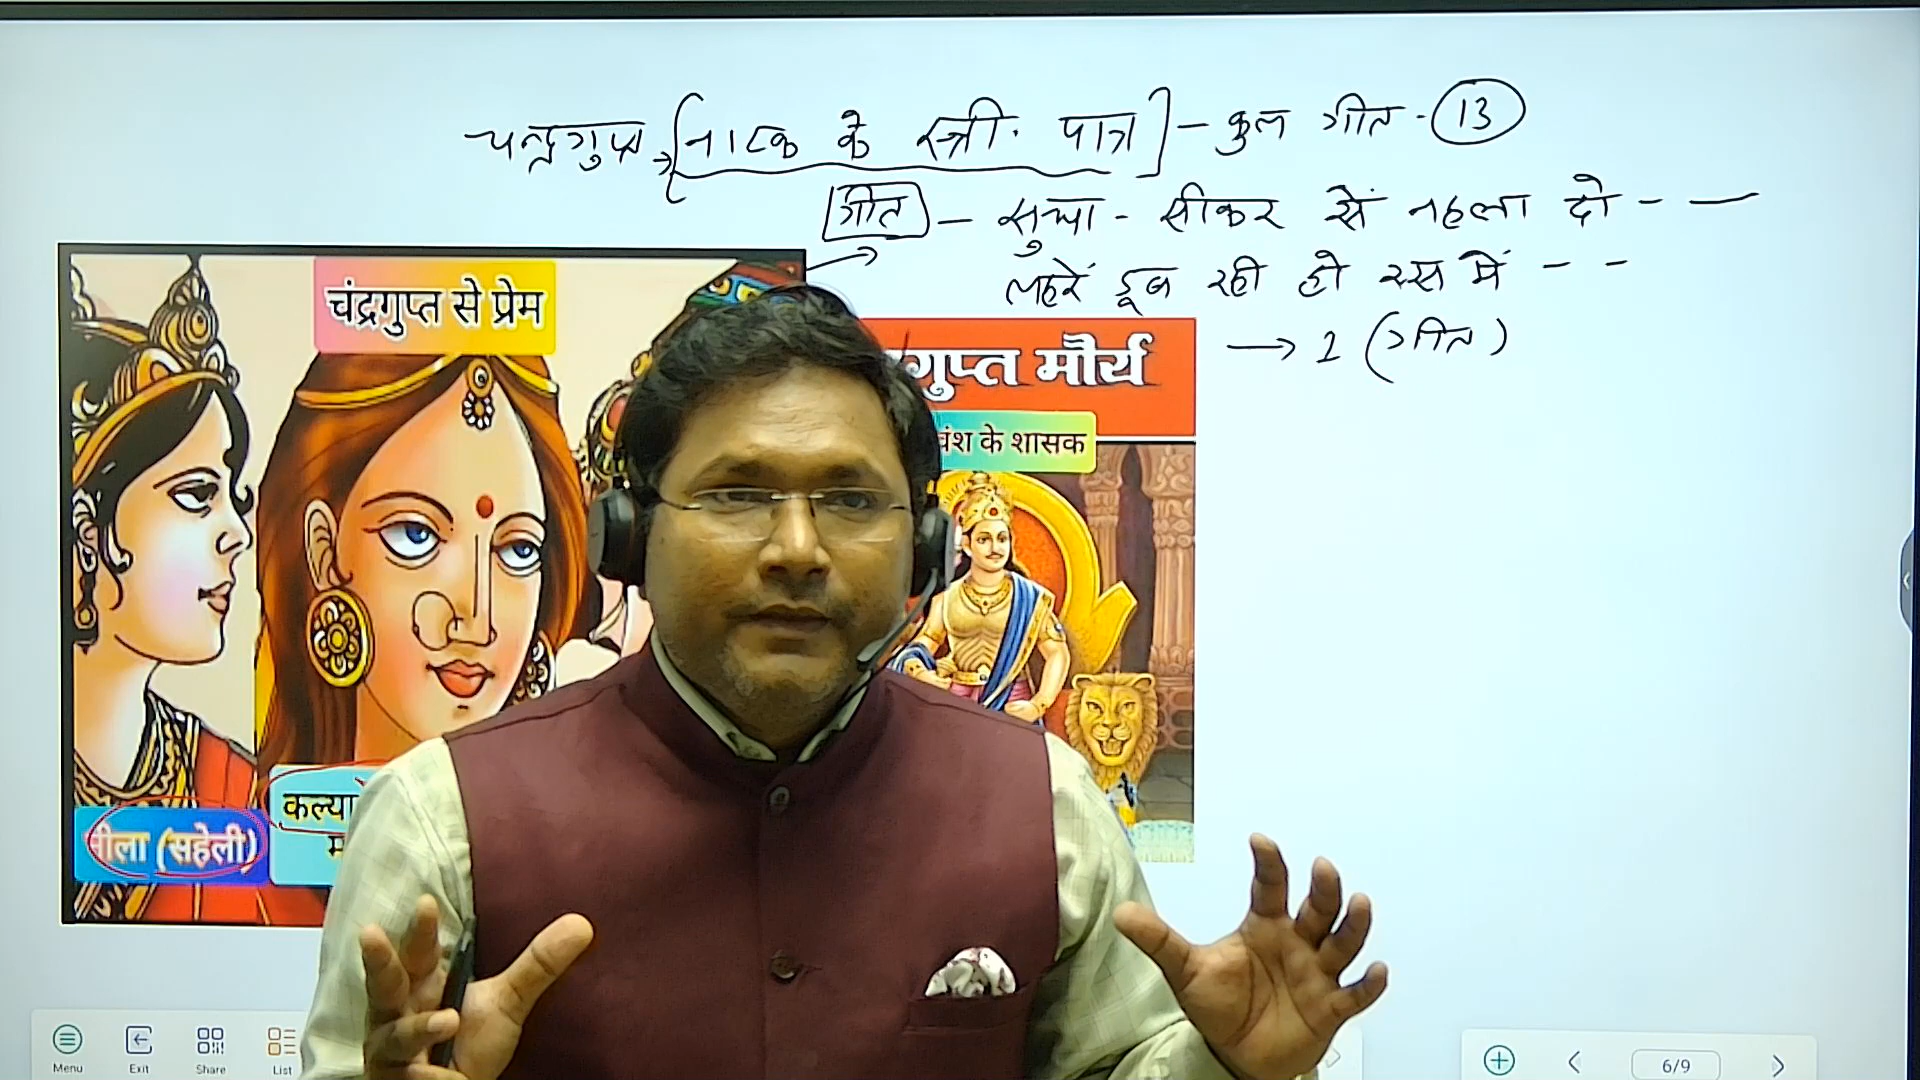 चन्द्रगुप्त → [नाटक के स्त्री. पात्र] - कुल गीत - 13
गीत - सुधा - सीकर से नहला दो - —
लहरें डूब रही हो रस में - -
→ 1 (गीत)
चंद्रगुप्त से प्रेम
गुप्त मौर्य
वंश के शासक
कल्या
नीला (सहेली)
Menu Exit Share List
6/9